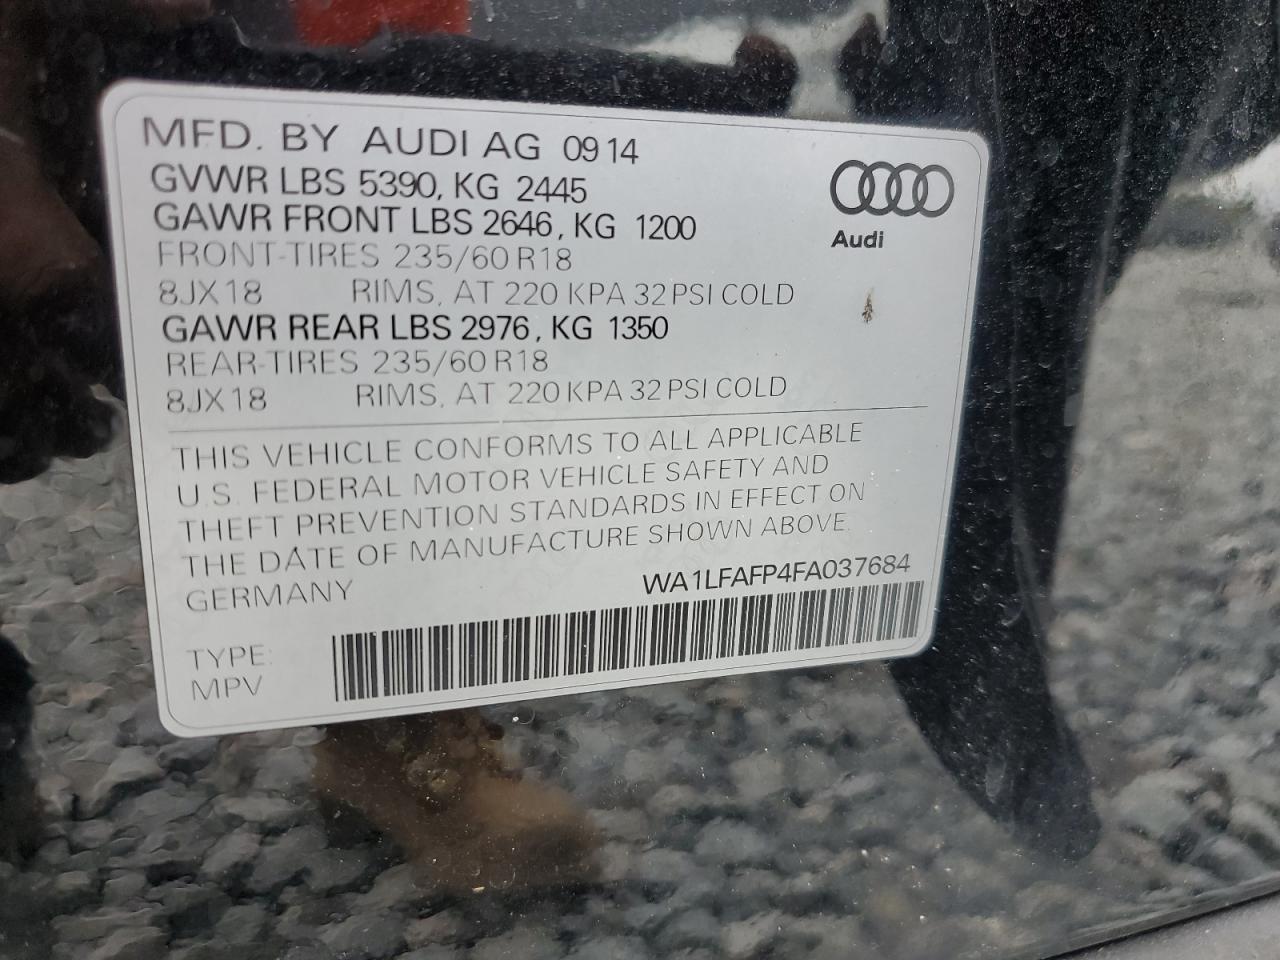 MFD. BY AUDI AG 09 14
GVWR LBS 5390, KG 2445
GAWR FRONT LBS 2646, KG 1200
FRONT-TIRES 235/60 R18
8JX18 RIMS, AT 220 KPA 32 PSI COLD
GAWR REAR LBS 2976, KG 1350
REAR-TIRES 235/60 R18
8JX18 RIMS, AT 220 KPA 32 PSI COLD
Audi
THIS VEHICLE CONFORMS TO ALL APPLICABLE
U.S. FEDERAL MOTOR VEHICLE SAFETY AND
THEFT PREVENTION STANDARDS IN EFFECT ON
THE DATE OF MANUFACTURE SHOWN ABOVE.
GERMANY WA1LFAFP4FA037684
TYPE:
MPV